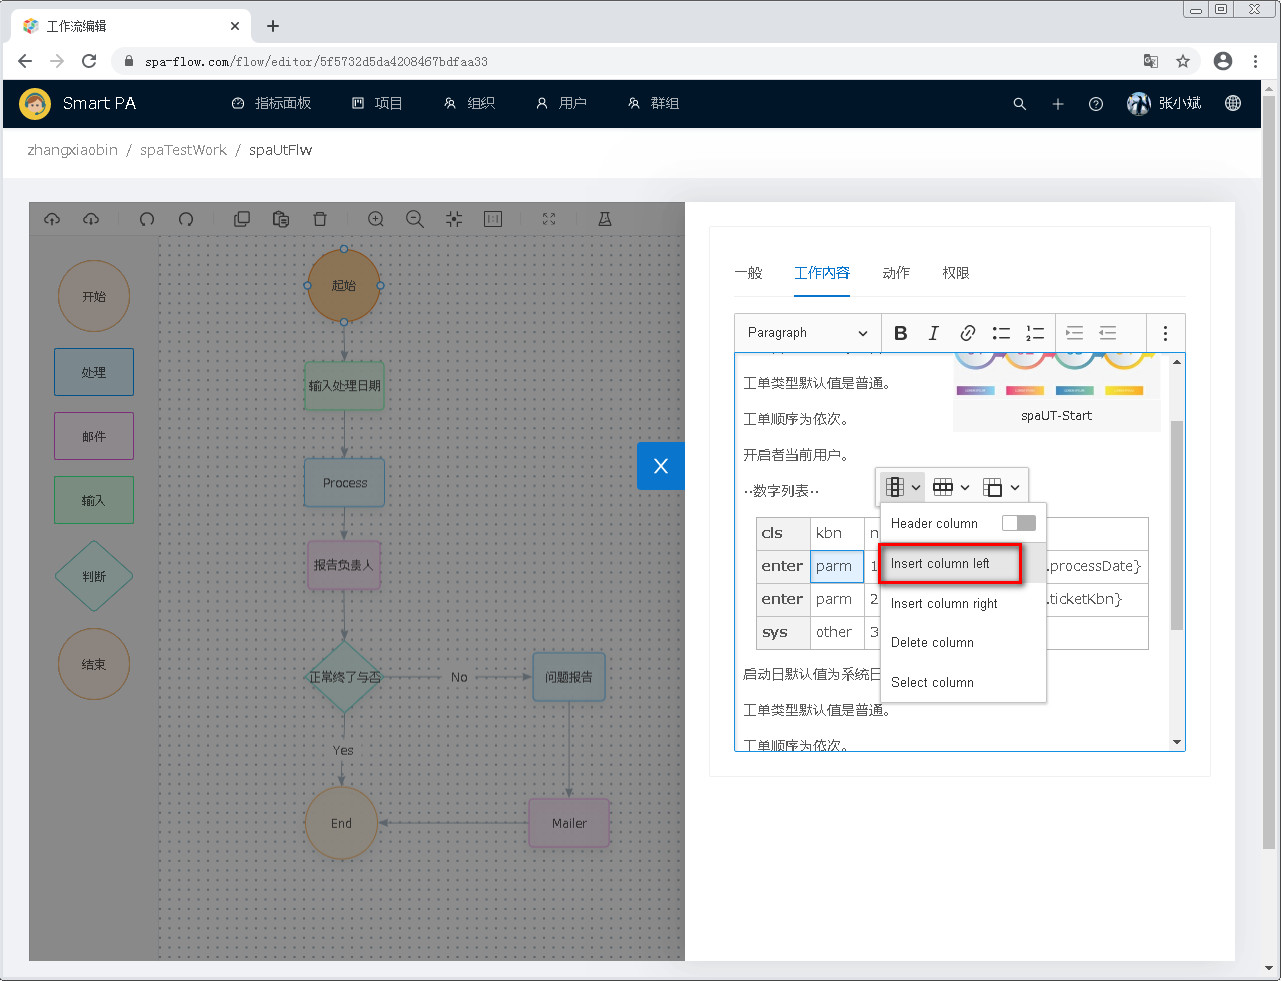 工作流编辑
spa-flow.com/flow/editor/5f5732d5da4208467bdfaa33
Smart PA 指标面板 项目 组织 用户 群组 张小斌
zhangxiaobin / spaTestWork / spaUtFlw
开始
处理
邮件
输入
判断
结束
起始
输入处理日期
Process
报告负责人
正常终了与否
No
问题报告
Yes
End
Mailer
X
一般 工作内容 动作 权限
Paragraph
工单类型默认值是普通。
工单顺序为依次。
spaUT-Start
开启者当前用户。
··数字列表··
cls kbn n
enter parm 1 .processDate}
enter parm 2 .ticketKbn}
sys other 3
Header column
Insert column left
Insert column right
Delete column
Select column
启动日默认值为系统日
工单类型默认值是普通。
工单顺序为依次。